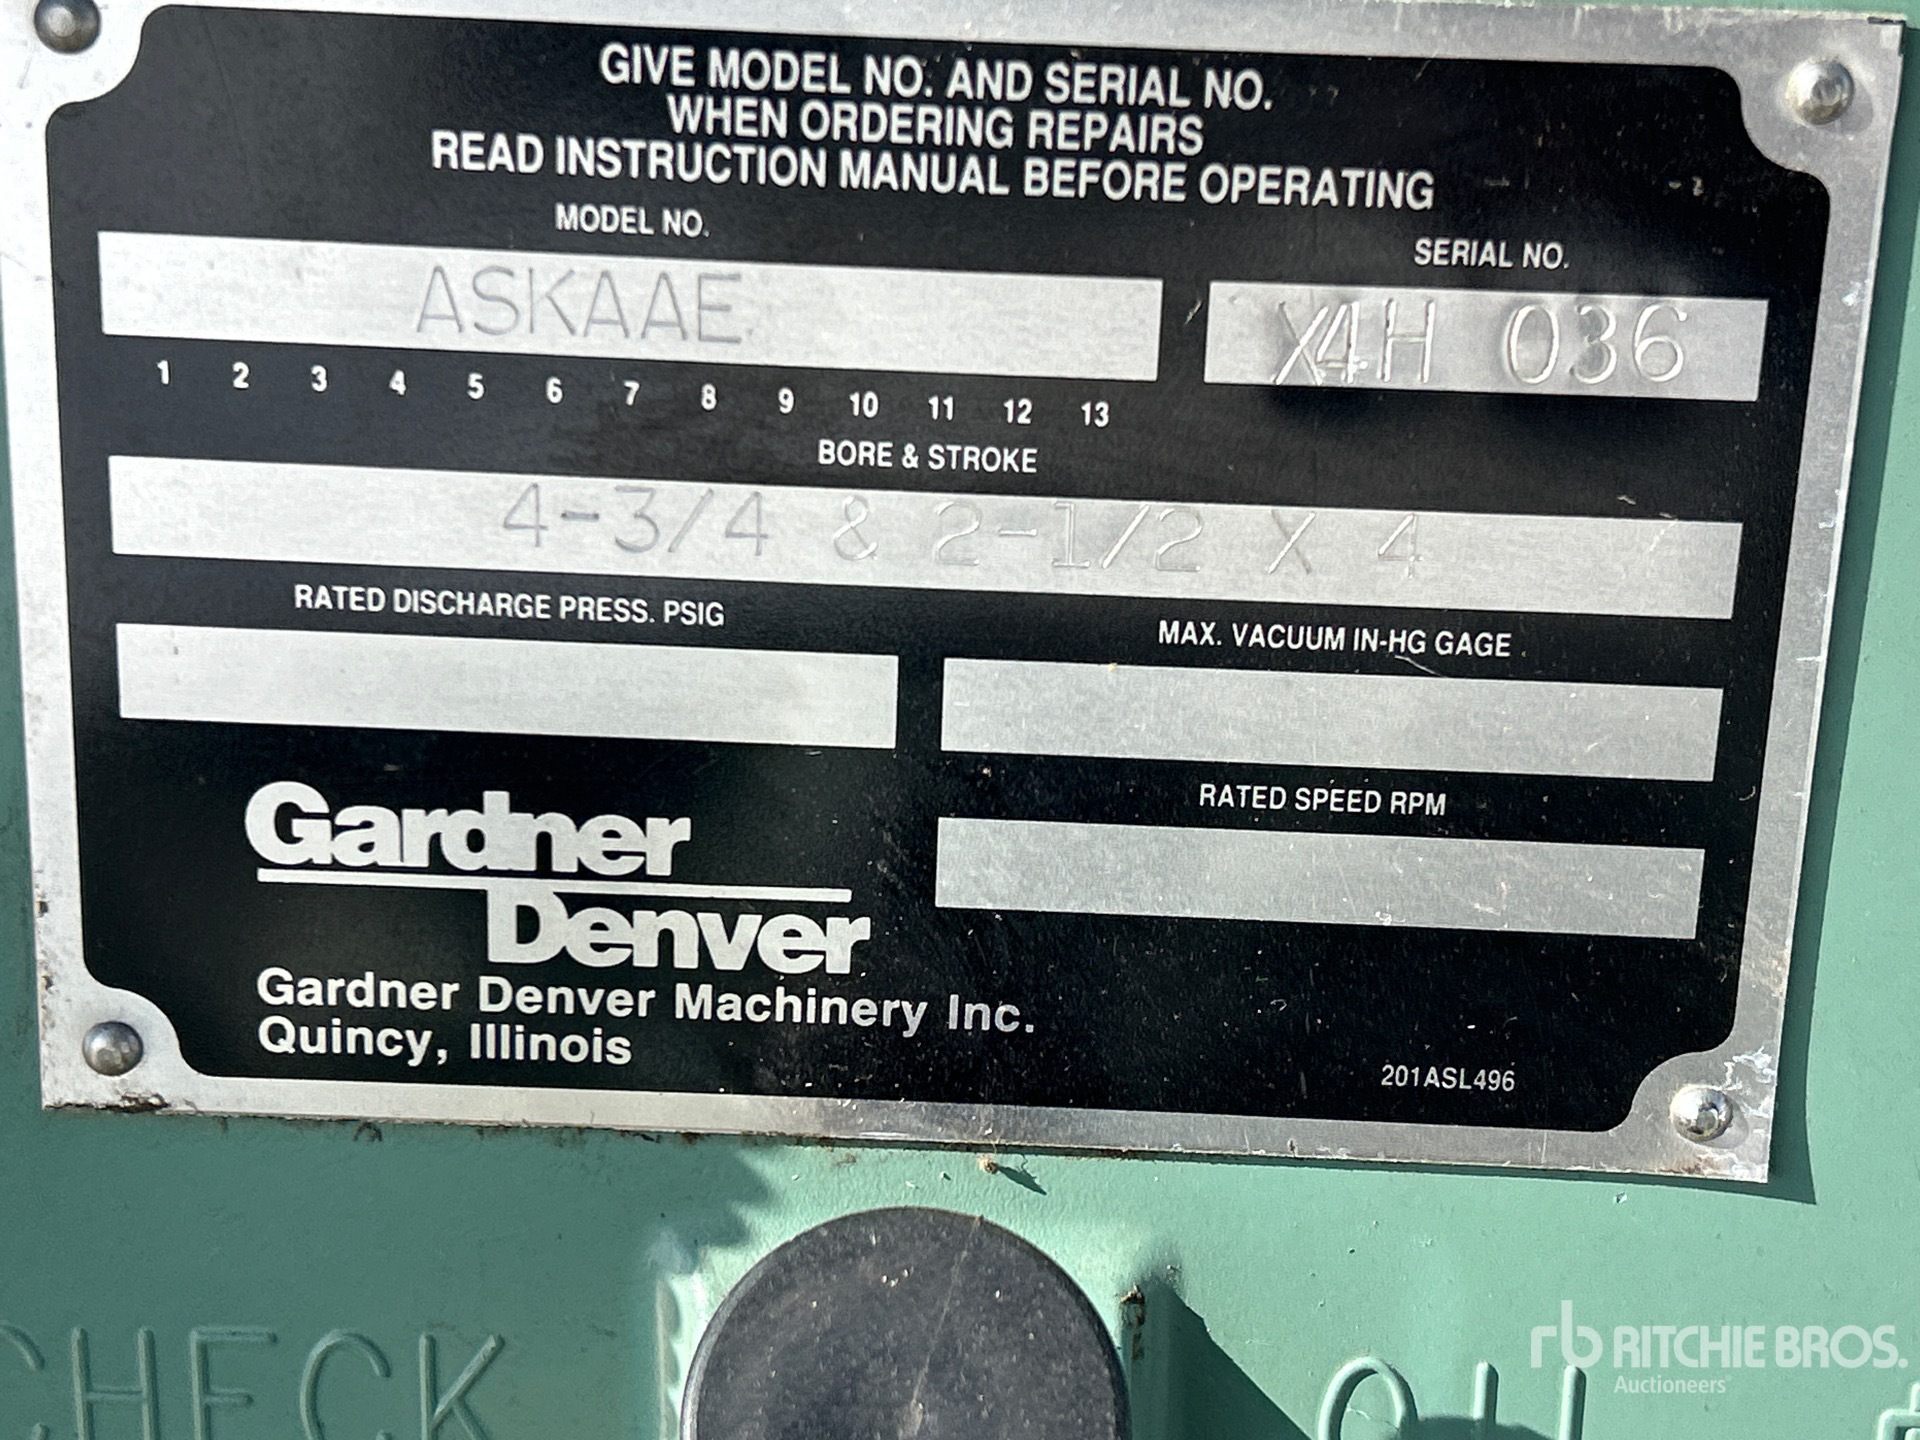 GIVE MODEL NO. AND SERIAL NO.
WHEN ORDERING REPAIRS
READ INSTRUCTION MANUAL BEFORE OPERATING
MODEL NO.
SERIAL NO.
ASKAAE
X4H 036
1 2 3 4 5 6 7 8 9 10 11 12 13
BORE & STROKE
4-3/4 & 2-1/2 X 4
RATED DISCHARGE PRESS. PSIG
MAX. VACUUM IN-HG GAGE
RATED SPEED RPM
Gardner
Denver
Gardner Denver Machinery Inc.
Quincy, Illinois
201ASL496
CHECK
rb RITCHIE BROS.
Auctioneers